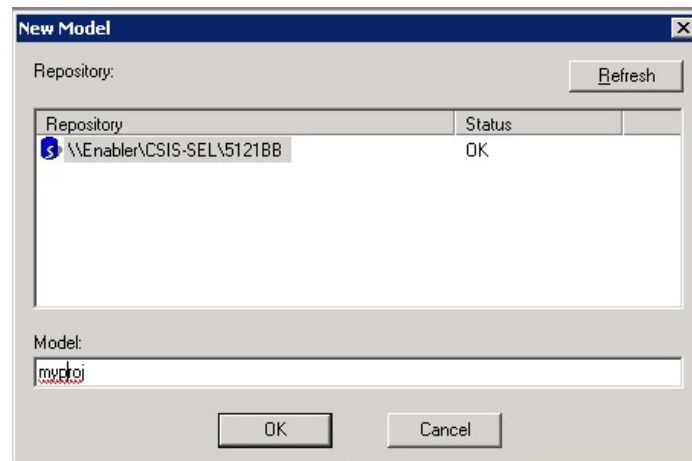 New Model
Repository:
Refresh
Repository Status
\\Enabler\CSIS-SEL\5121BB OK
Model:
myproj
OK Cancel